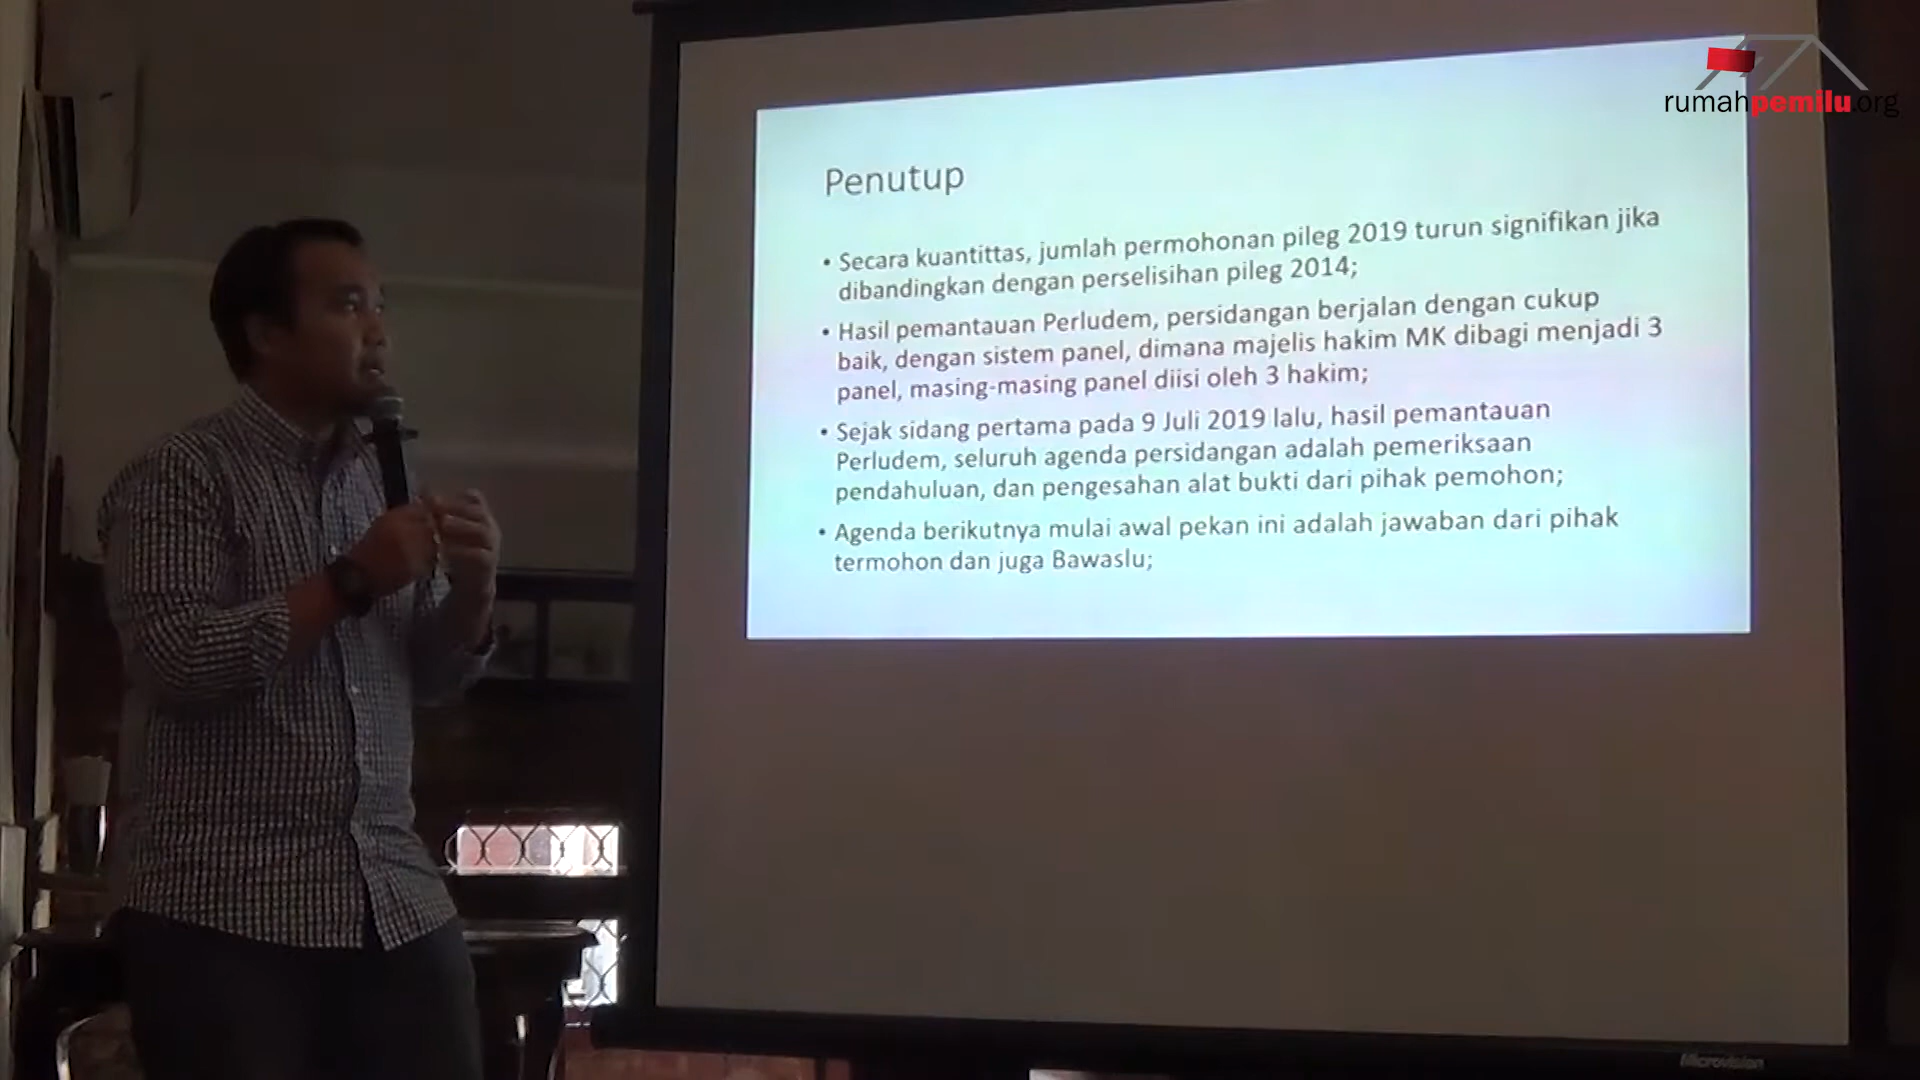 rumahpemilu.org
Penutup
• Secara kuantittas, jumlah permohonan pileg 2019 turun signifikan jika
dibandingkan dengan perselisihan pileg 2014;
• Hasil pemantauan Perludem, persidangan berjalan dengan cukup
baik, dengan sistem panel, dimana majelis hakim MK dibagi menjadi 3
panel, masing-masing panel diisi oleh 3 hakim;
• Sejak sidang pertama pada 9 Juli 2019 lalu, hasil pemantauan
Perludem, seluruh agenda persidangan adalah pemeriksaan
pendahuluan, dan pengesahan alat bukti dari pihak pemohon;
• Agenda berikutnya mulai awal pekan ini adalah jawaban dari pihak
termohon dan juga Bawaslu;
Microvision